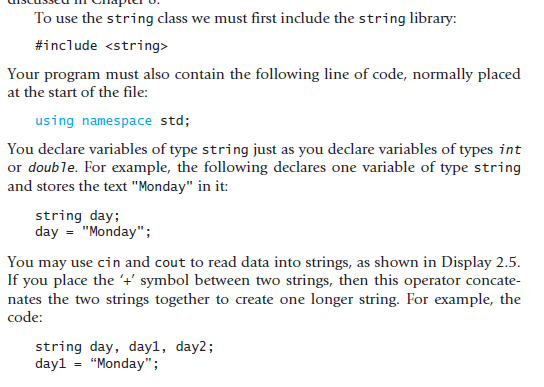 discussed in Chapter 8.
To use the string class we must first include the string library:
#include <string>
Your program must also contain the following line of code, normally placed
at the start of the file:
using namespace std;
You declare variables of type string just as you declare variables of types int
or double. For example, the following declares one variable of type string
and stores the text "Monday" in it:
string day;
day = "Monday";
You may use cin and cout to read data into strings, as shown in Display 2.5.
If you place the ‘+’ symbol between two strings, then this operator concate-
nates the two strings together to create one longer string. For example, the
code:
string day, day1, day2;
day1 = “Monday”;